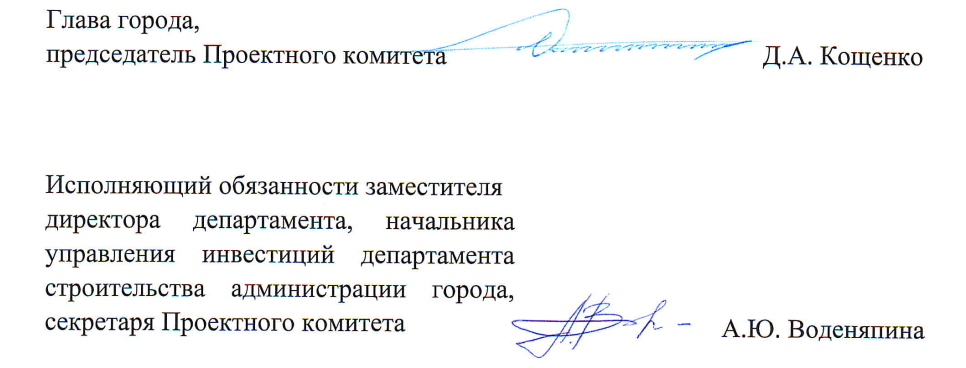 Глава города,
председатель Проектного комитета Д.А. Кощенко
Исполняющий обязанности заместителя
директора департамента, начальника
управления инвестиций департамента
строительства администрации города,
секретаря Проектного комитета А.Ю. Воденяпина